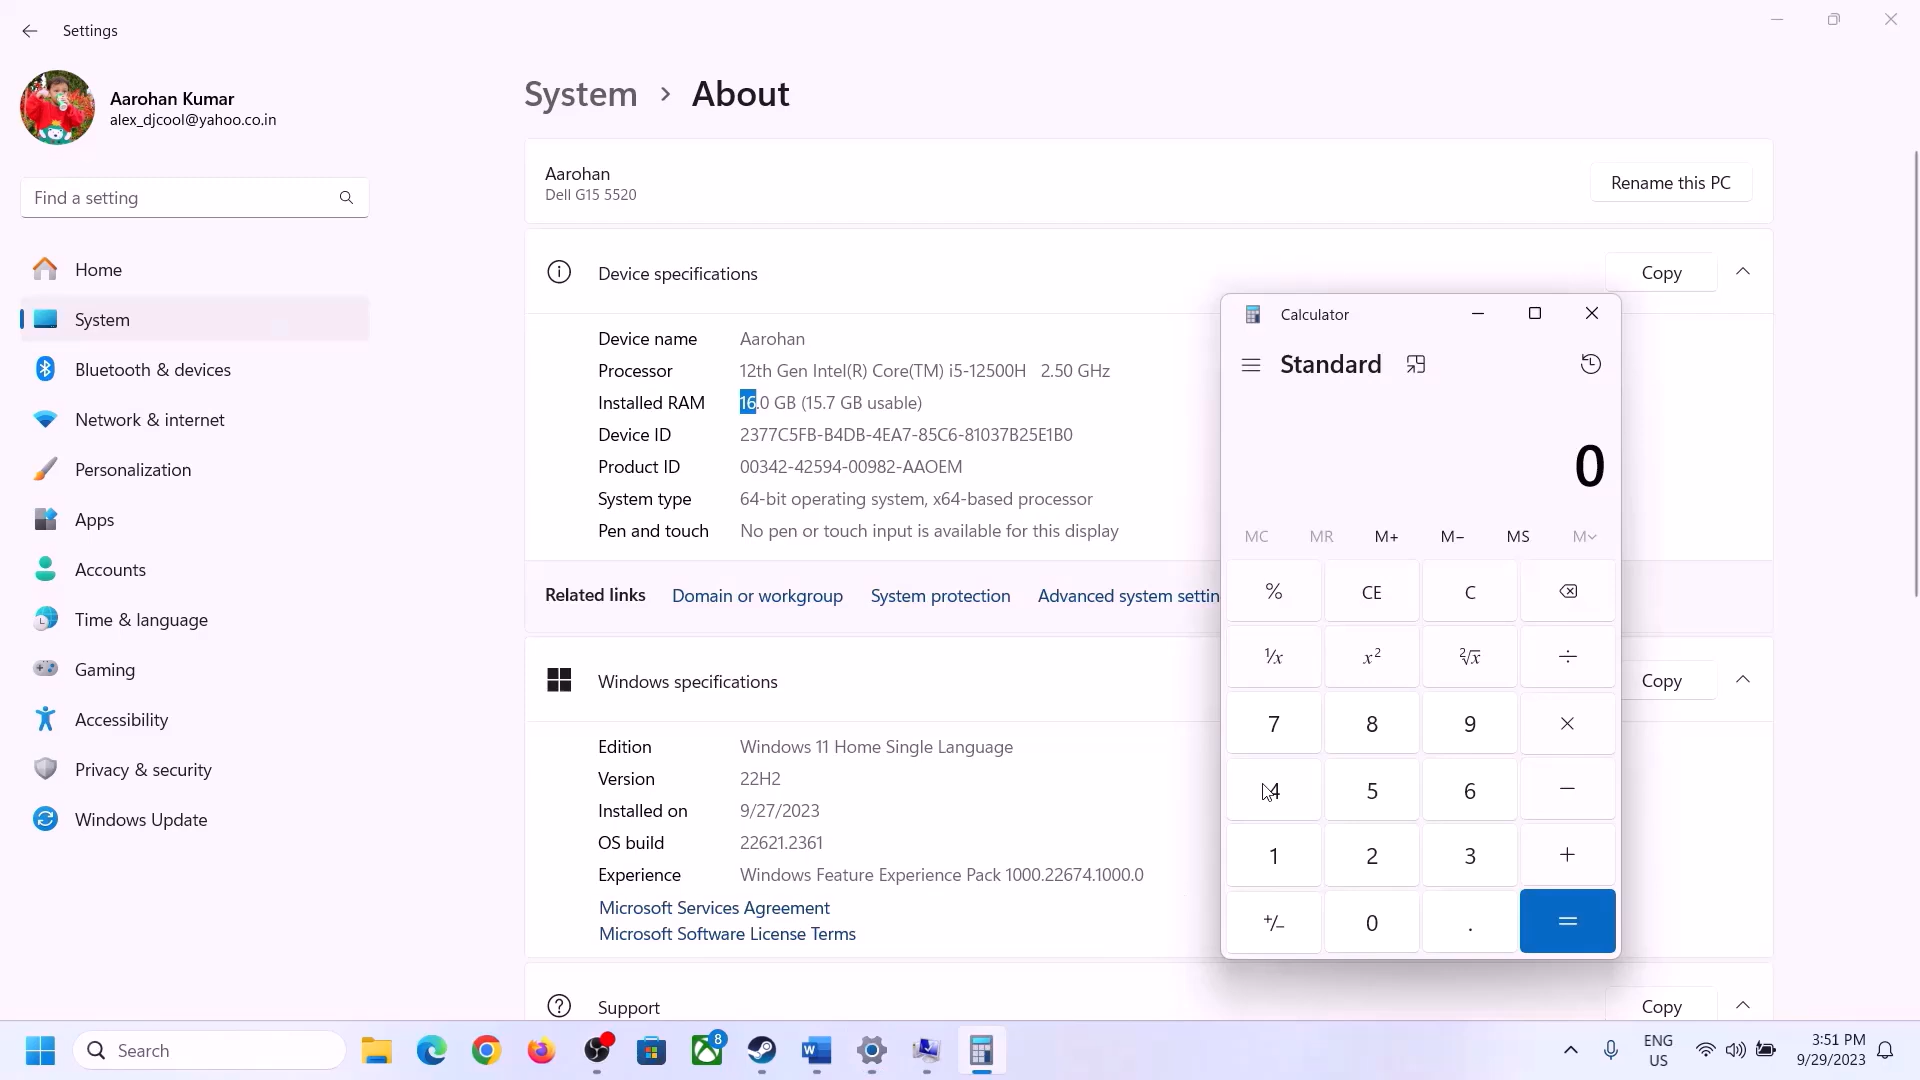 Settings
Aarohan Kumar
alex_djcool@yahoo.co.in
Find a setting
Home
System
Bluetooth & devices
Network & internet
Personalization
Apps
Accounts
Time & language
Gaming
Accessibility
Privacy & security
Windows Update
System > About
Aarohan
Dell G15 5520
Rename this PC
Device specifications
Copy
Device name Aarohan
Processor 12th Gen Intel(R) Core(TM) i5-12500H 2.50 GHz
Installed RAM 16.0 GB (15.7 GB usable)
Device ID 2377C5FB-B4DB-4EA7-85C6-81037B25E1B0
Product ID 00342-42594-00982-AAOEM
System type 64-bit operating system, x64-based processor
Pen and touch No pen or touch input is available for this display
Related links Domain or workgroup System protection Advanced system settin
Windows specifications
Copy
Edition Windows 11 Home Single Language
Version 22H2
Installed on 9/27/2023
OS build 22621.2361
Experience Windows Feature Experience Pack 1000.22674.1000.0
Microsoft Services Agreement
Microsoft Software License Terms
Support
Copy
Calculator
Standard
0
MC MR M+ M− MS M
% CE C
¹/x x² ²√x ÷
7 8 9 ×
4 5 6 −
1 2 3 +
+/− 0 . =
Search
8
ENG
US
3:51 PM
9/29/2023